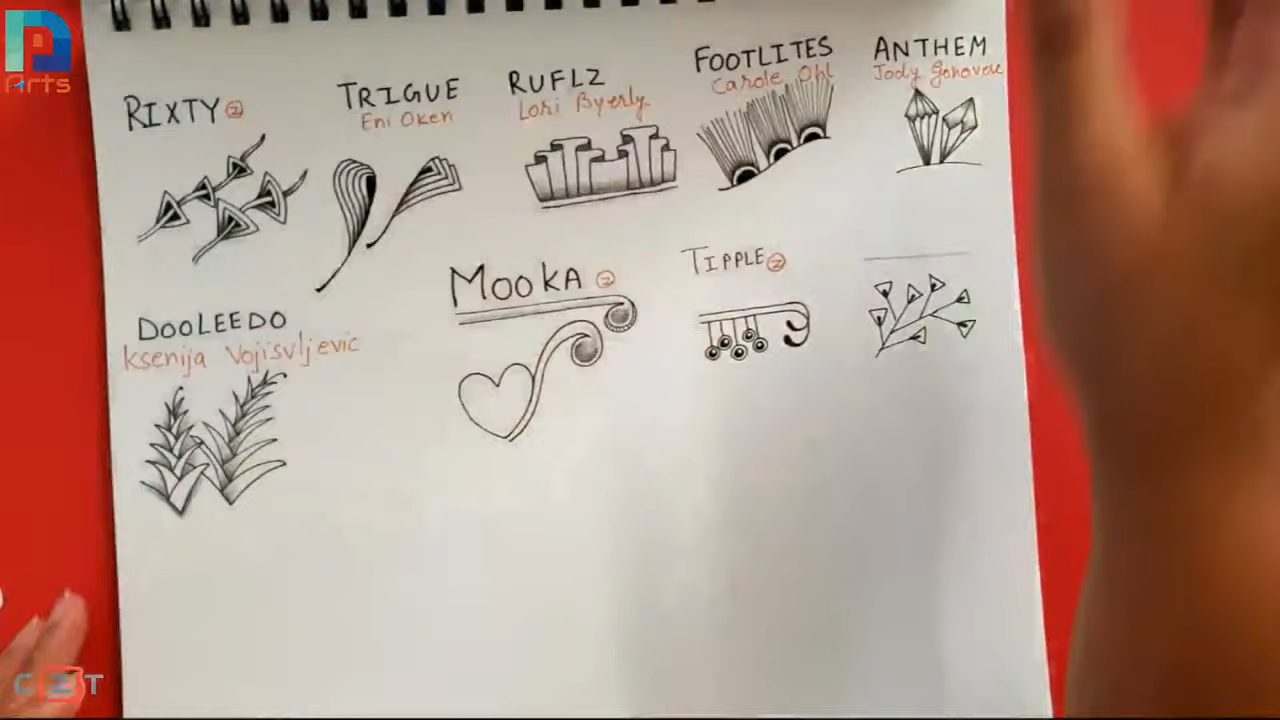 Arts
RIXTY Z
TRIGUE
Eni Oken
RUFLZ
Lori Byerly
FOOTLITES
Carole Ohl
ANTHEM
Jody Genovese
DOOLEEDO
Ksenija Vojisvljevic
MOOKA Z
TIPPLE Z
CZT